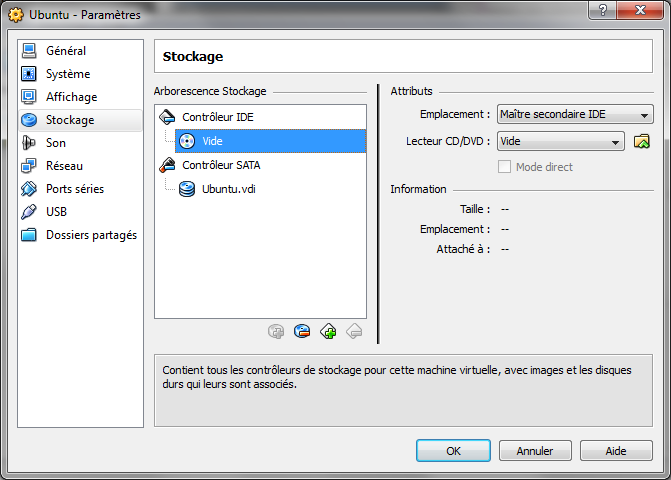 Ubuntu - Paramètres
?
Général
Système
Affichage
Stockage
Son
Réseau
Ports séries
USB
Dossiers partagés
Stockage
Arborescence Stockage
Contrôleur IDE
Vide
Contrôleur SATA
Ubuntu.vdi
Attributs
Emplacement : Maître secondaire IDE
Lecteur CD/DVD : Vide
Mode direct
Information
Taille : --
Emplacement : --
Attaché à : --
Contient tous les contrôleurs de stockage pour cette machine virtuelle, avec images et les disques
durs qui leurs sont associés.
OK Annuler Aide